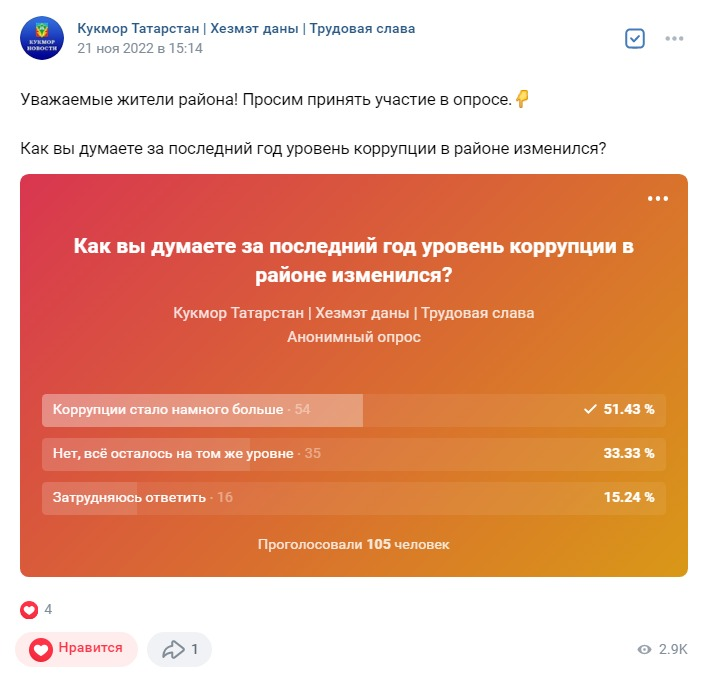 Кукмор Татарстан | Хезмэт даны | Трудовая слава
21 ноя 2022 в 15:14
КУКМОР
НОВОСТИ
Уважаемые жители района! Просим принять участие в опросе.👇
Как вы думаете за последний год уровень коррупции в районе изменился?
Как вы думаете за последний год уровень коррупции в
районе изменился?
Кукмор Татарстан | Хезмэт даны | Трудовая слава
Анонимный опрос
Коррупции стало намного больше · 54 51.43 %
Нет, всё осталось на том же уровне · 35 33.33 %
Затрудняюсь ответить · 16 15.24 %
Проголосовали 105 человек
4
Нравится 1 2.9K